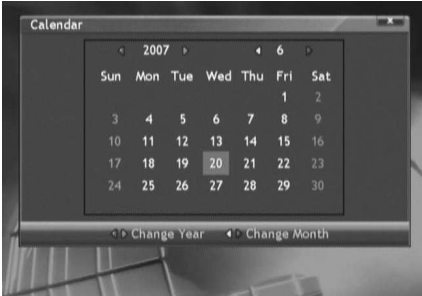 Calendar
2007 6
Sun Mon Tue Wed Thu Fri Sat
1 2
3 4 5 6 7 8 9
10 11 12 13 14 15 16
17 18 19 20 21 22 23
24 25 26 27 28 29 30
Change Year Change Month